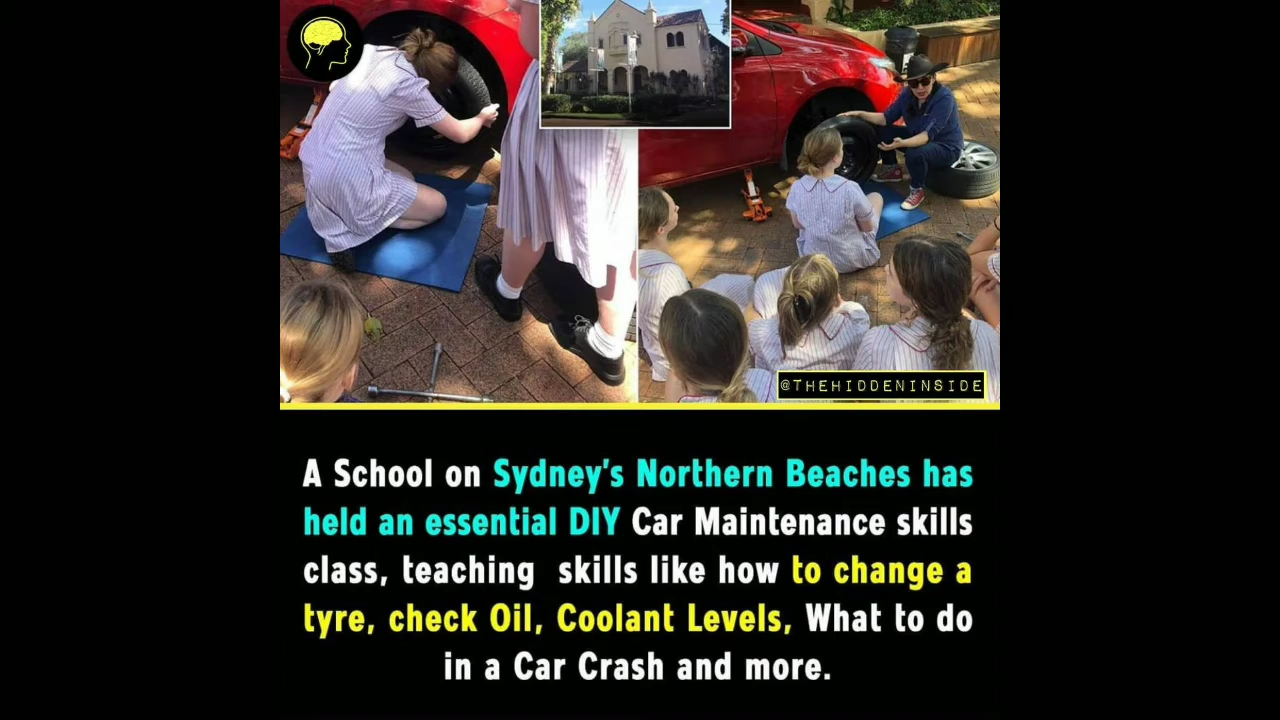 @THEHIDDENINSIDE
A School on Sydney's Northern Beaches has
held an essential DIY Car Maintenance skills
class, teaching skills like how to change a
tyre, check Oil, Coolant Levels, What to do
in a Car Crash and more.